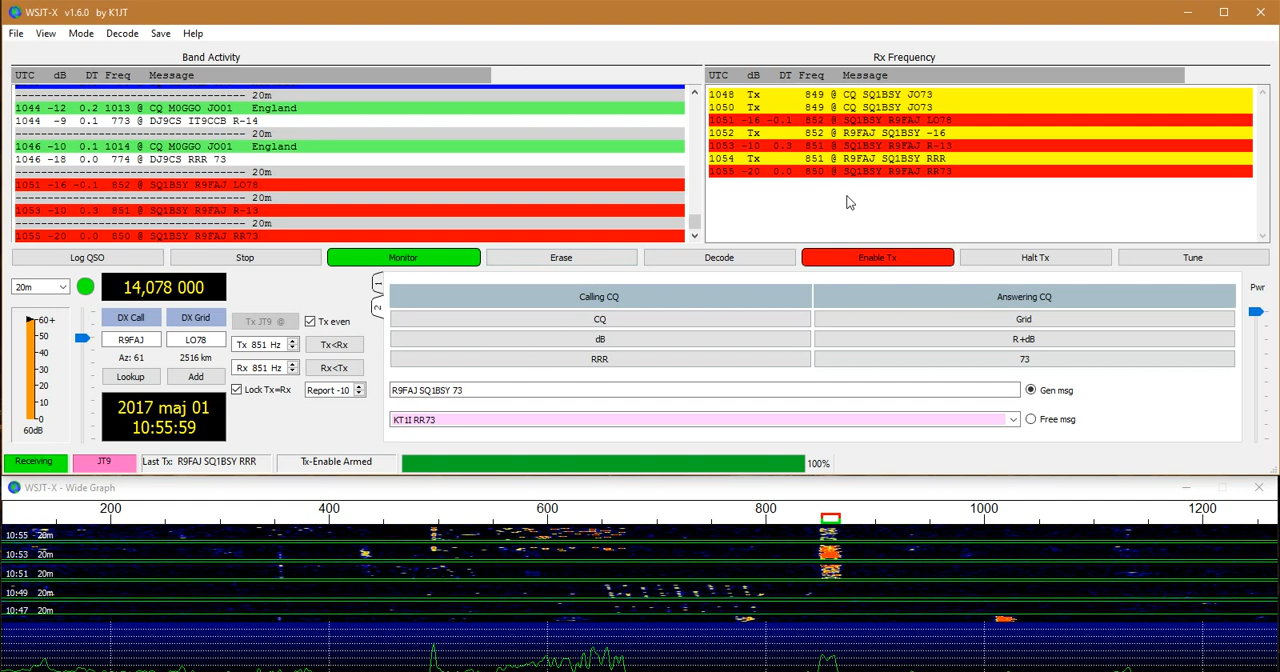 WSJT-X v1.6.0 by K1JT
File View Mode Decode Save Help
Band Activity
UTC dB DT Freq Message
---------------------------------- 20m
1044 -12 0.2 1013 @ CQ M0GGO JO01 England
1044 -9 0.1 773 @ DJ9CS IT9CCB R-14
---------------------------------- 20m
1046 -10 0.1 1014 @ CQ M0GGO JO01 England
1046 -18 0.0 774 @ DJ9CS RRR 73
---------------------------------- 20m
1051 -16 -0.1 852 @ SQ1BSY R9FAJ LO78
---------------------------------- 20m
1053 -10 0.3 851 @ SQ1BSY R9FAJ R-13
---------------------------------- 20m
1055 -20 0.0 850 @ SQ1BSY R9FAJ RR73
Rx Frequency
UTC dB DT Freq Message
1048 Tx 849 @ CQ SQ1BSY JO73
1050 Tx 849 @ CQ SQ1BSY JO73
1051 -16 -0.1 852 @ SQ1BSY R9FAJ LO78
1052 Tx 852 @ R9FAJ SQ1BSY -16
1053 -10 0.3 851 @ SQ1BSY R9FAJ R-13
1054 Tx 851 @ R9FAJ SQ1BSY RRR
1055 -20 0.0 850 @ SQ1BSY R9FAJ RR73
Log QSO Stop Monitor Erase Decode Enable Tx Halt Tx Tune
20m 14,078 000
60+
50
40
30
20
10
0
60dB
DX Call DX Grid
R9FAJ LO78
Az: 61 2516 km
Lookup Add
2017 maj 01
10:55:59
Tx JT9 @ Tx even
Tx 851 Hz Tx<Rx
Rx 851 Hz Rx<Tx
Lock Tx=Rx Report -10
1
2
Calling CQ Answering CQ
CQ Grid
dB R+dB
RRR 73
R9FAJ SQ1BSY 73 Gen msg
KT1I RR73 Free msg
Pwr
Receiving JT9 Last Tx: R9FAJ SQ1BSY RRR Tx-Enable Armed 100%
WSJT-X - Wide Graph
200 400 600 800 1000 1200
10:55 20m
10:53 20m
10:51 20m
10:49 20m
10:47 20m